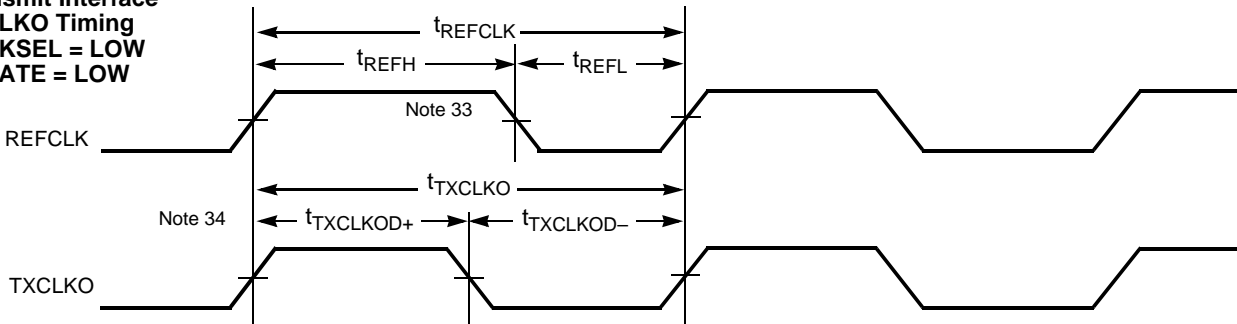 LKO Timing
KSEL = LOW
ATE = LOW
tREFCLK
tREFH
tREFL
Note 33
REFCLK
tTXCLKO
Note 34
tTXCLKOD+
tTXCLKOD–
TXCLKO